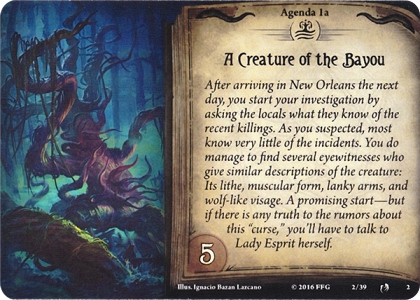 Agenda 1a
A Creature of the Bayou
After arriving in New Orleans the next
day, you start your investigation by
asking the locals what they know of the
recent killings. As you suspected, most
know very little of the incidents. You do
manage to find several eyewitnesses who
give similar descriptions of the creature:
Its lithe, muscular form, lanky arms, and
wolf-like visage. A promising start—but
if there is any truth to the rumors about
this “curse,” you’ll have to talk to
Lady Esprit herself.
5
Illus. Ignacio Bazan Lazcano © 2016 FFG 2/39 2